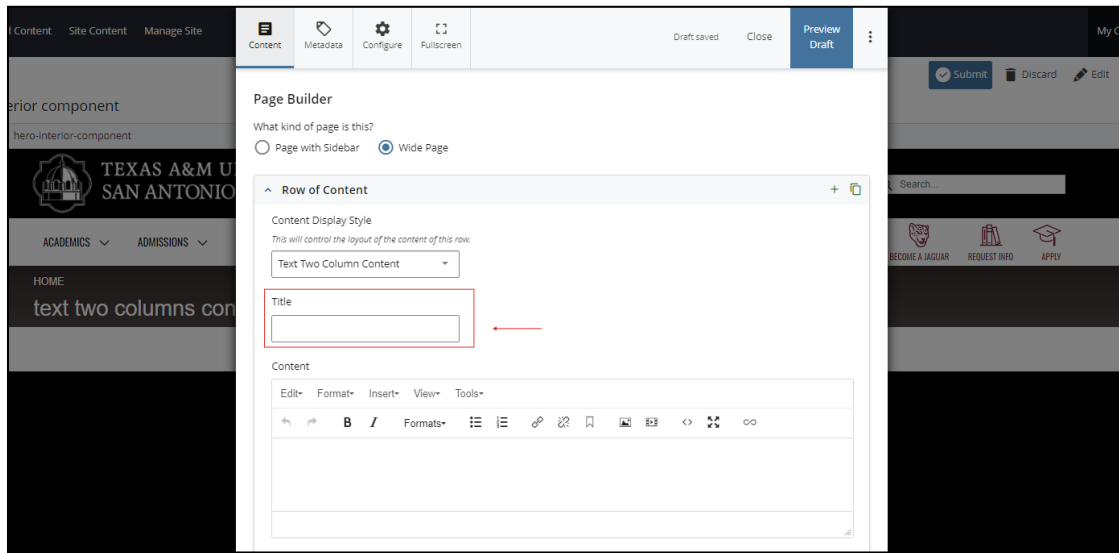 l Content Site Content Manage Site
Content Metadata Configure Fullscreen
Draft saved Close Preview Draft
My C
Submit Discard Edit
erior component
hero-interior-component
TEXAS A&M U
SAN ANTONIO
Search...
ACADEMICS ADMISSIONS
BECOME A JAGUAR REQUEST INFO APPLY
HOME
text two columns con
Page Builder
What kind of page is this?
Page with Sidebar Wide Page
Row of Content
Content Display Style
This will control the layout of the content of this row.
Text Two Column Content
Title
Content
Edit Format Insert View Tools
B I Formats